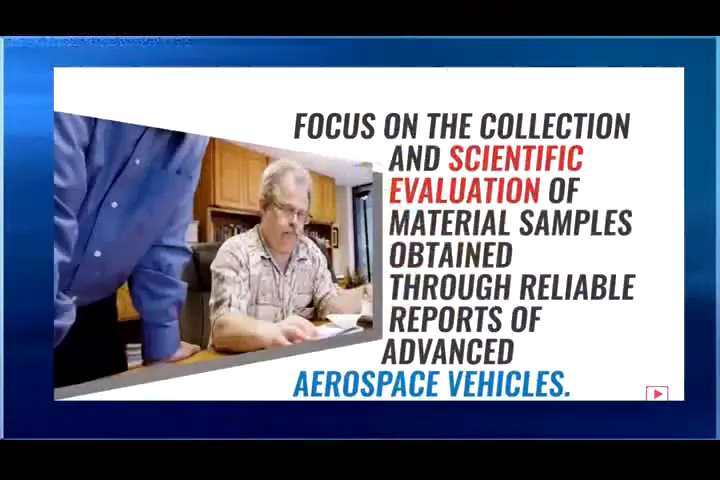 FOCUS ON THE COLLECTION
AND SCIENTIFIC
EVALUATION OF
MATERIAL SAMPLES
OBTAINED
THROUGH RELIABLE
REPORTS OF
ADVANCED
AEROSPACE VEHICLES.